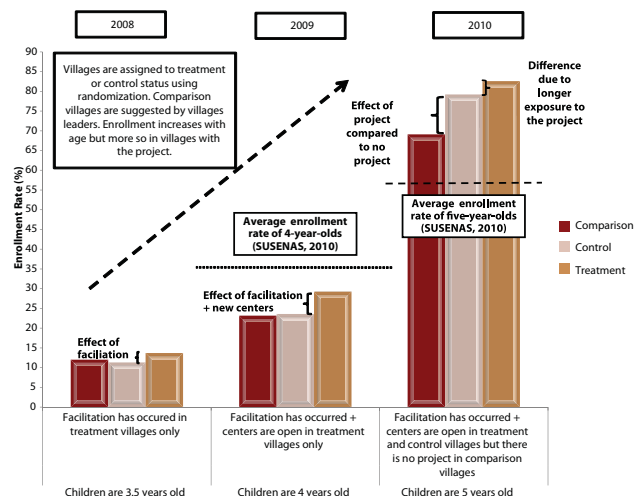 2008
2009
2010
Enrollment Rate (%)
90
85
80
75
70
65
60
55
50
45
40
35
30
25
20
15
10
5
0
Villages are assigned to treatment
or control status using
randomization. Comparison
villages are suggested by villages
leaders. Enrollment increases with
age but more so in villages with
the project.
Effect of
faciliation
Average enrollment
rate of 4-year-olds
(SUSENAS, 2010)
Effect of facilitation
+ new centers
Effect of
project
compared
to no
project
Difference
due to
longer
exposure to
the project
Average enrollment
rate of five-year-olds
(SUSENAS, 2010)
Comparison
Control
Treatment
Facilitation has occured in
treatment villages only
Children are 3.5 years old
Facilitation has occurred +
centers are open in treatment
villages only
Children are 4 years old
Facilitation has occurred +
centers are open in treatment
and control villages but there
is no project in comparison
villages
Children are 5 years old